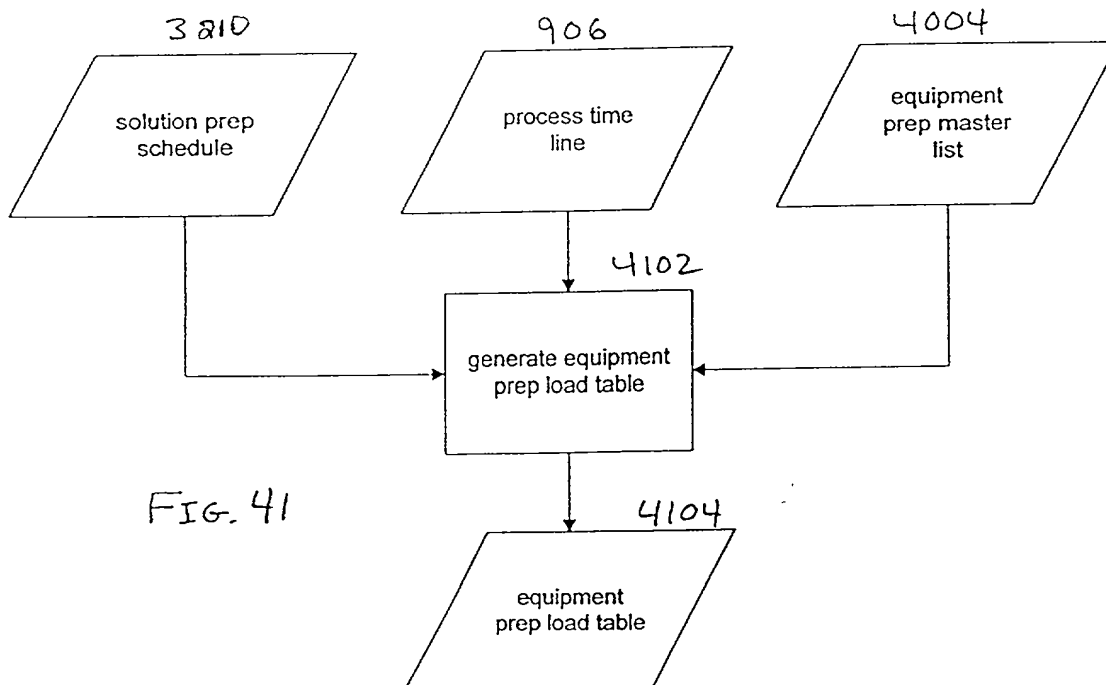 3210
906
4004
solution prep
schedule
process time
line
equipment
prep master
list
4102
generate equipment
prep load table
FIG. 41
4104
equipment
prep load table